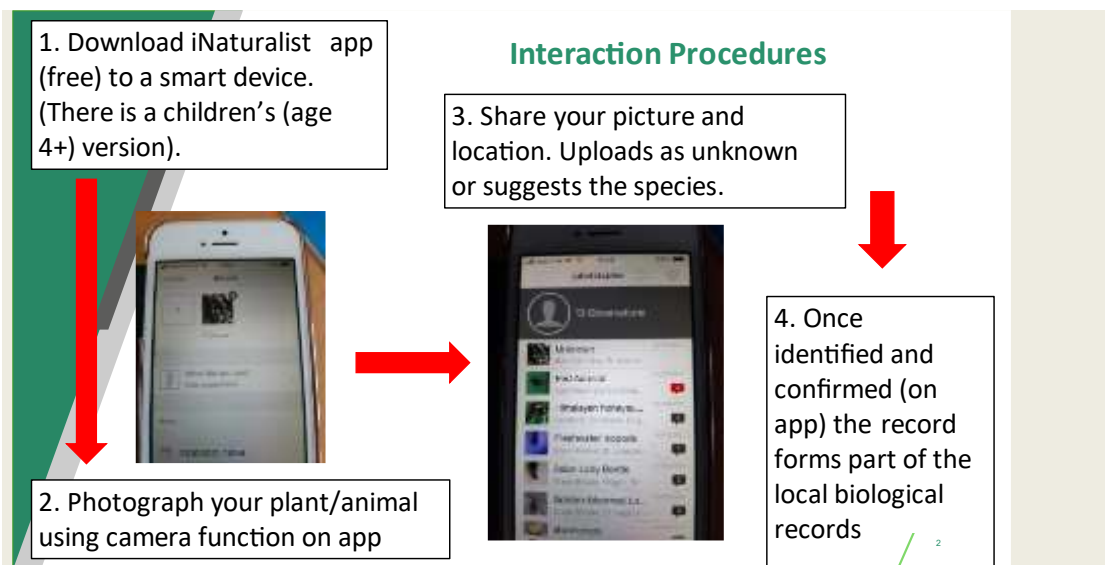 Interaction Procedures
1. Download iNaturalist app
(free) to a smart device.
(There is a children's (age
4+) version).
2. Photograph your plant/animal
using camera function on app
3. Share your picture and
location. Uploads as unknown
or suggests the species.
Unknown
4. Once
identified and
confirmed (on
app) the record
forms part of the
local biological
records
2